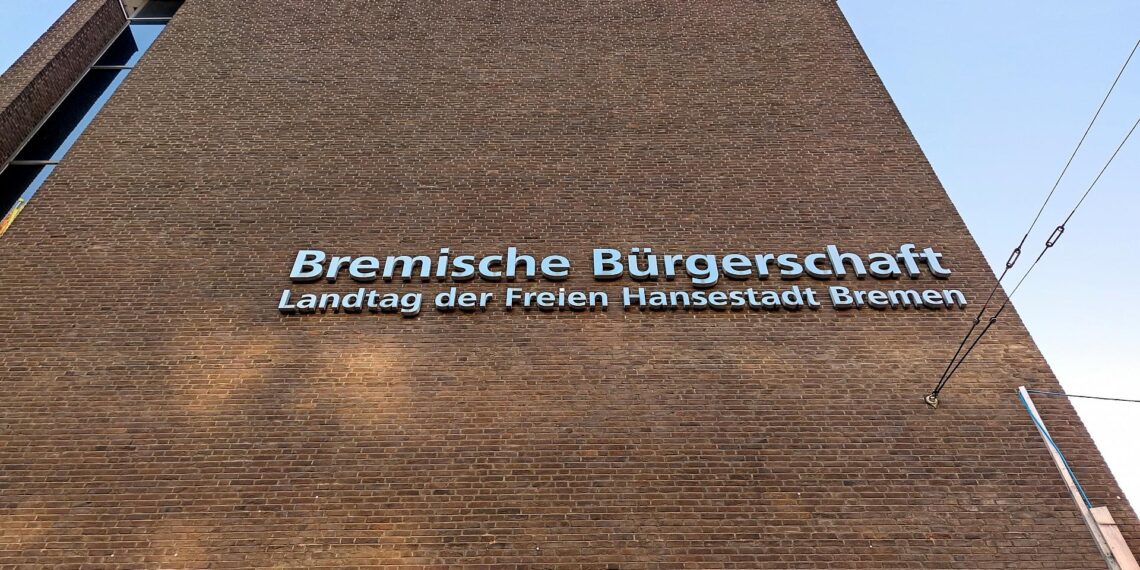 Bremische Bürgerschaft
Landtag der Freien Hansestadt Bremen